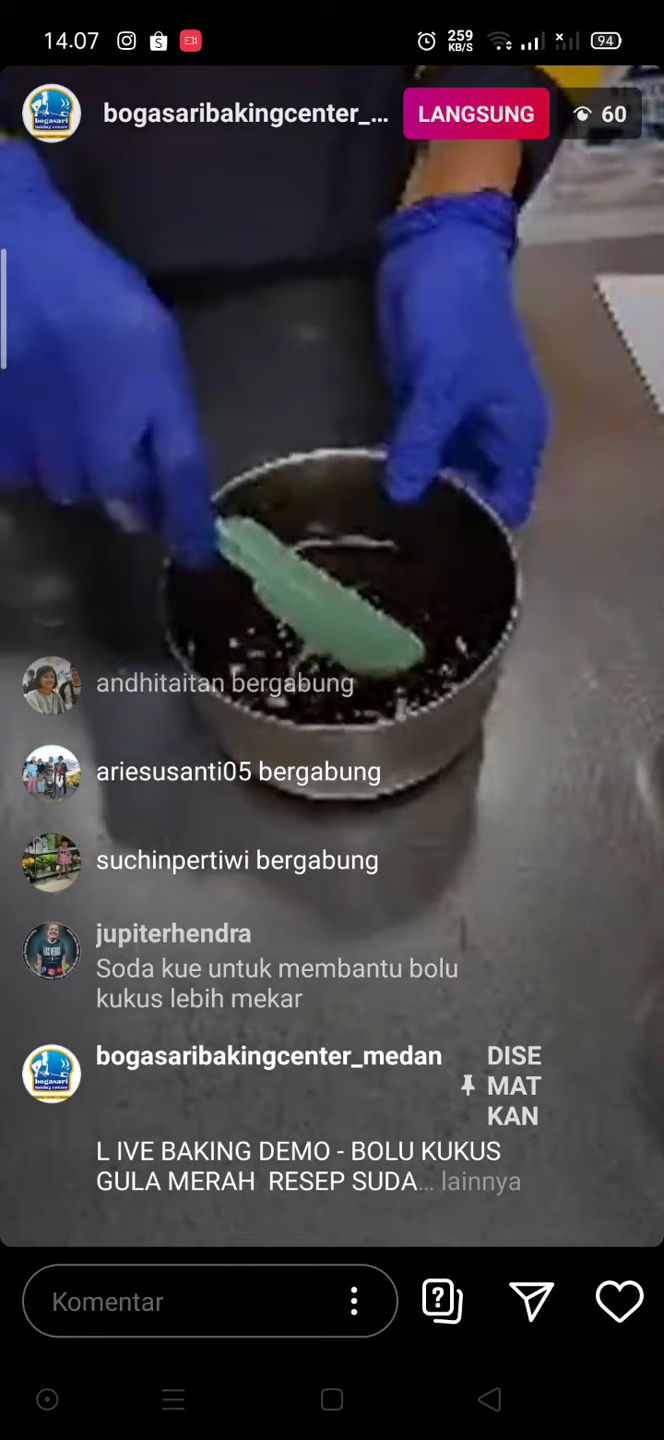 14.07
259
KB/S
94
bogasaribakingcenter_...
LANGSUNG
60
andhitaitan bergabung
ariesusanti05 bergabung
suchinpertiwi bergabung
jupiterhendra
Soda kue untuk membantu bolu
kukus lebih mekar
bogasaribakingcenter_medan
DISE
MAT
KAN
L IVE BAKING DEMO - BOLU KUKUS
GULA MERAH  RESEP SUDA... lainnya
Komentar